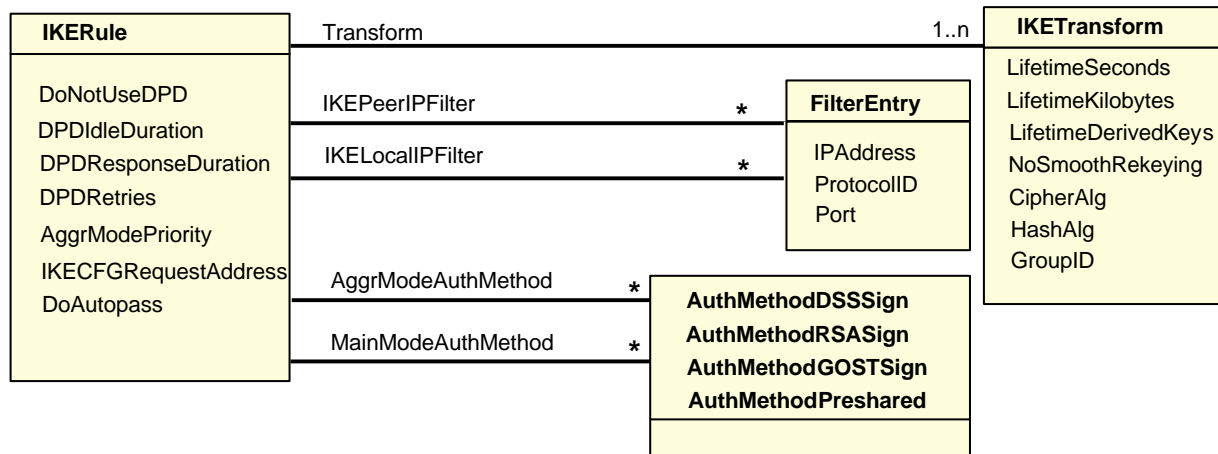 IKERule
DoNotUseDPD
DPDIdleDuration
DPDResponseDuration
DPDRetries
AggrModePriority
IKECFGRequestAddress
DoAutopass
Transform
1..n
IKEPeerIPFilter
*
IKELocalIPFilter
*
AggrModeAuthMethod
*
MainModeAuthMethod
*
FilterEntry
IPAddress
ProtocolID
Port
AuthMethodDSSSign
AuthMethodRSASign
AuthMethodGOSTSign
AuthMethodPreshared
IKETransform
LifetimeSeconds
LifetimeKilobytes
LifetimeDerivedKeys
NoSmoothRekeying
CipherAlg
HashAlg
GroupID